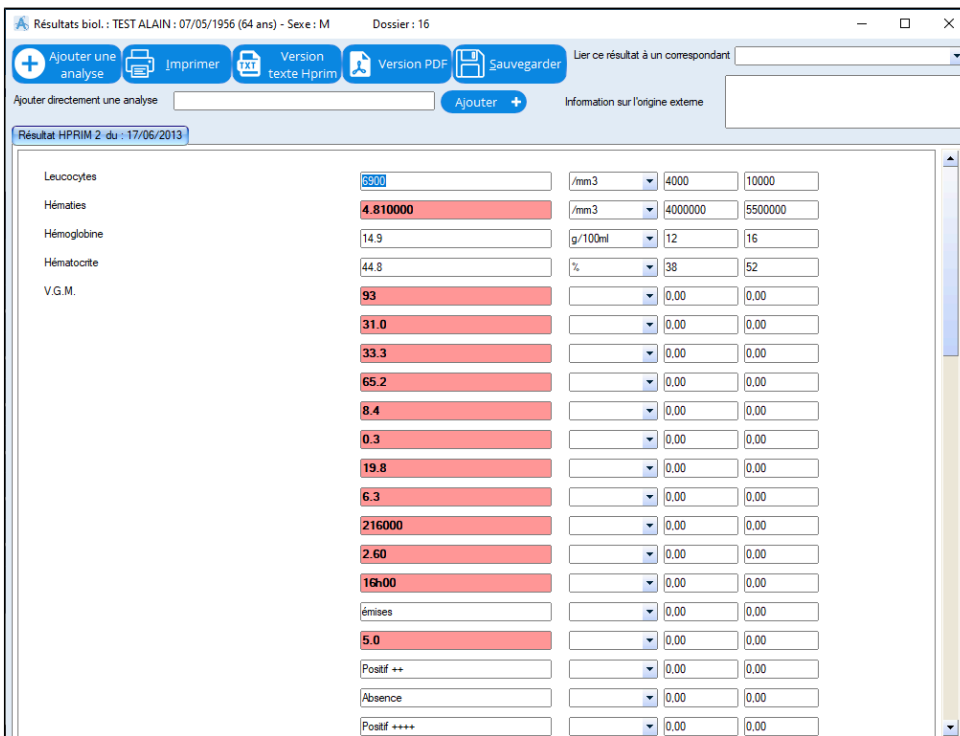 Résultats biol. : TEST ALAIN : 07/05/1956 (64 ans) - Sexe : M Dossier : 16
Ajouter une analyse Imprimer TXT Version texte Hprim Version PDF Sauvegarder Lier ce résultat à un correspondant
Ajouter directement une analyse Ajouter Information sur l'origine externe
Résultat HPRIM 2 du : 17/06/2013
Leucocytes 6900 /mm3 4000 10000
Hématies 4.810000 /mm3 4000000 5500000
Hémoglobine 14.9 g/100ml 12 16
Hématocrite 44.8 % 38 52
V.G.M. 93 0,00 0,00
31.0 0,00 0,00
33.3 0,00 0,00
65.2 0,00 0,00
8.4 0,00 0,00
0.3 0,00 0,00
19.8 0,00 0,00
6.3 0,00 0,00
216000 0,00 0,00
2.60 0,00 0,00
16h00 0,00 0,00
émises 0,00 0,00
5.0 0,00 0,00
Positif ++ 0,00 0,00
Absence 0,00 0,00
Positif ++++ 0,00 0,00